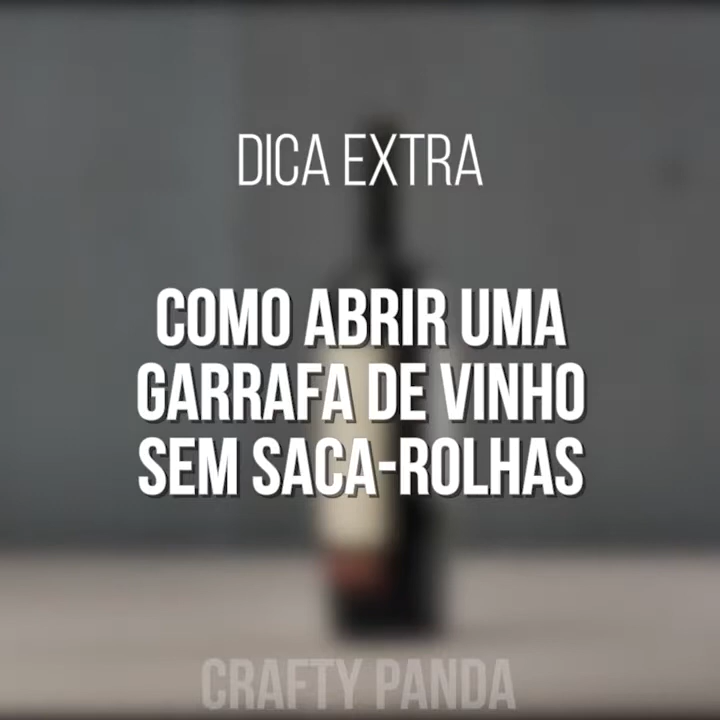 DICA EXTRA
COMO ABRIR UMA
GARRAFA DE VINHO
SEM SACA-ROLHAS
CRAFTY PANDA